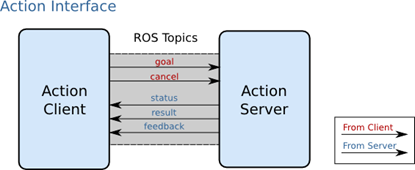 Action Interface
ROS Topics
Action
Client
goal
cancel
status
result
feedback
Action
Server
From Client
From Server